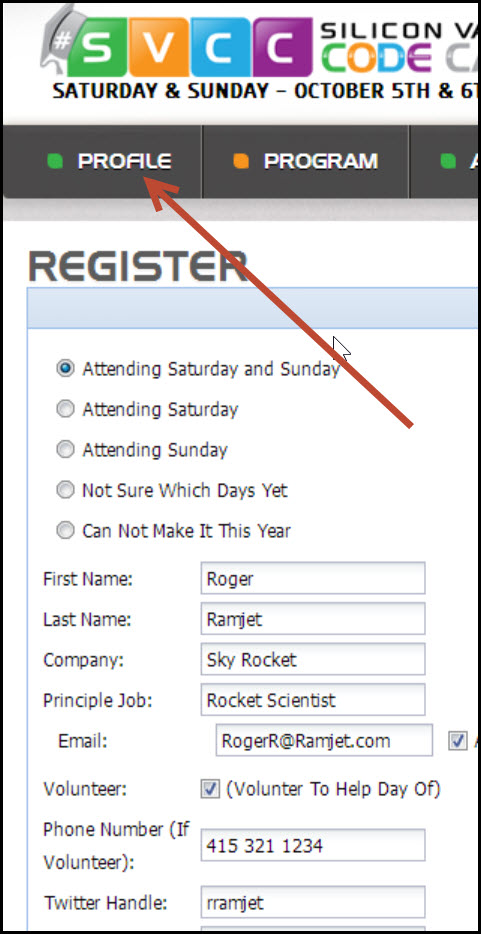 #SVCC SILICON VA
CODE CA
SATURDAY & SUNDAY - OCTOBER 5TH & 6T
PROFILE PROGRAM A
REGISTER
Attending Saturday and Sunday
Attending Saturday
Attending Sunday
Not Sure Which Days Yet
Can Not Make It This Year
First Name: Roger
Last Name: Ramjet
Company: Sky Rocket
Principle Job: Rocket Scientist
Email: RogerR@Ramjet.com
Volunteer: (Volunter To Help Day Of)
Phone Number (If
Volunteer): 415 321 1234
Twitter Handle: rramjet